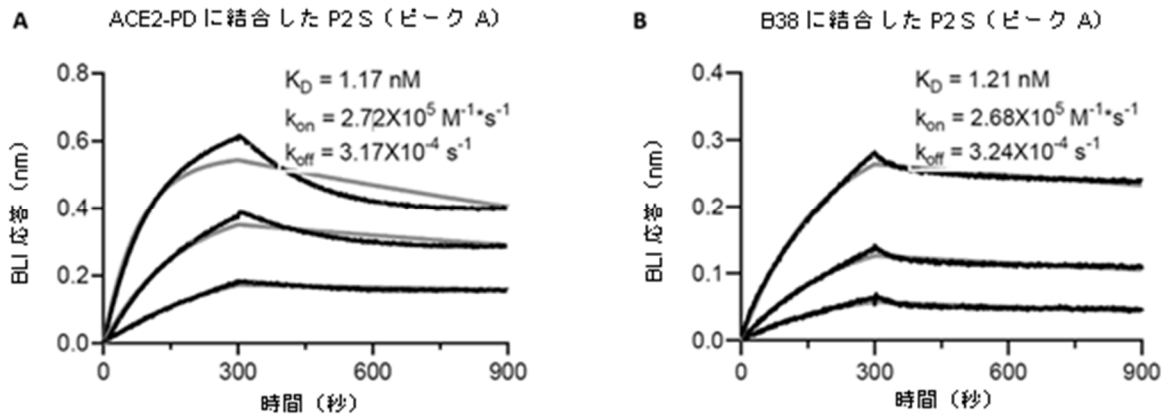 A
ACE2-PD に結合した P2 S（ピーク A）
BLI 応答（nm）
0.8
0.6
0.4
0.2
0.0
K_D = 1.17 nM
k_on = 2.72X10⁵ M⁻¹*s⁻¹
k_off = 3.17X10⁻⁴ s⁻¹
0 300 600 900
時間（秒）
B
B38 に結合した P2 S（ピーク A）
BLI 応答（nm）
0.4
0.3
0.2
0.1
0.0
K_D = 1.21 nM
k_on = 2.68X10⁵ M⁻¹*s⁻¹
k_off = 3.24X10⁻⁴ s⁻¹
0 300 600 900
時間（秒）